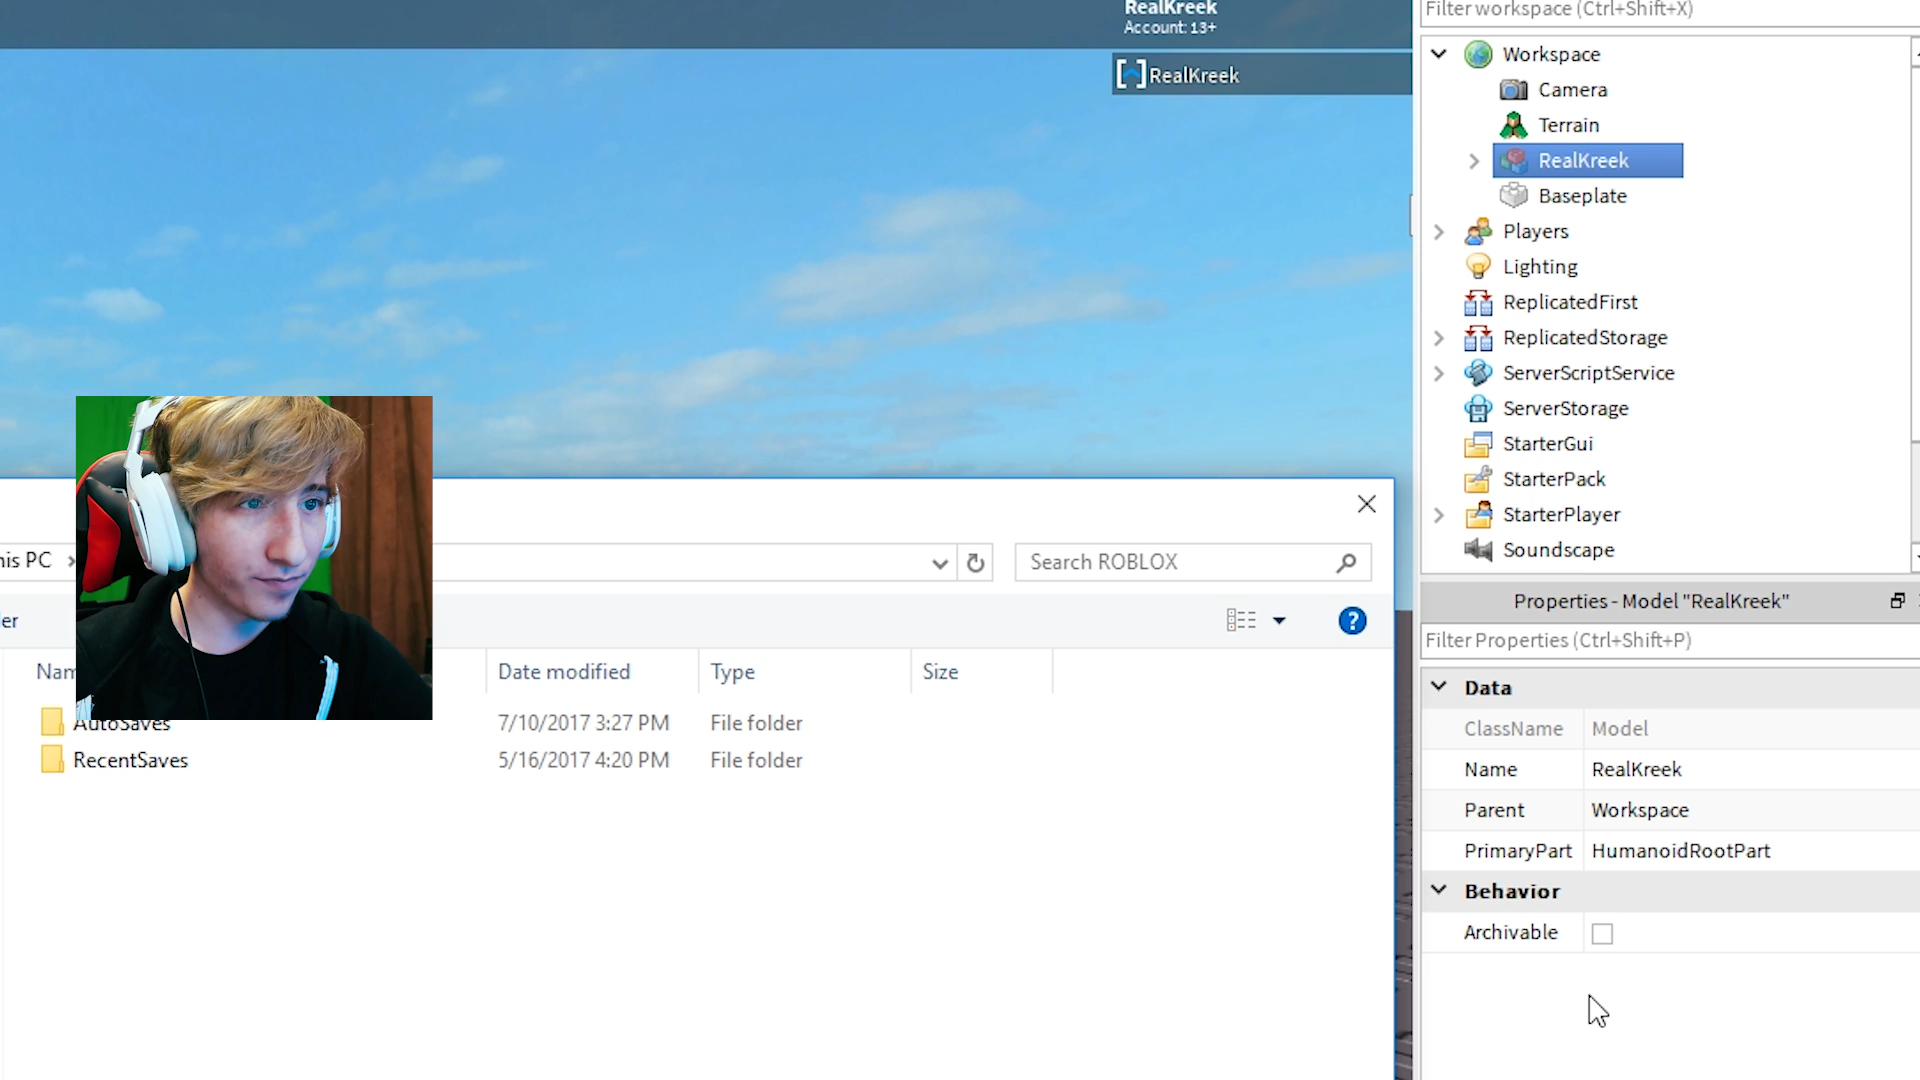 RealKreek
Account: 13+
RealKreek
his PC
Search ROBLOX
?
Date modified
Type
Size
AutoSaves
7/10/2017 3:27 PM
File folder
RecentSaves
5/16/2017 4:20 PM
File folder
Filter workspace (Ctrl+Shift+X)
Workspace
Camera
Terrain
RealKreek
Baseplate
Players
Lighting
ReplicatedFirst
ReplicatedStorage
ServerScriptService
ServerStorage
StarterGui
StarterPack
StarterPlayer
Soundscape
Properties - Model "RealKreek"
Filter Properties (Ctrl+Shift+P)
Data
ClassName Model
Name RealKreek
Parent Workspace
PrimaryPart HumanoidRootPart
Behavior
Archivable